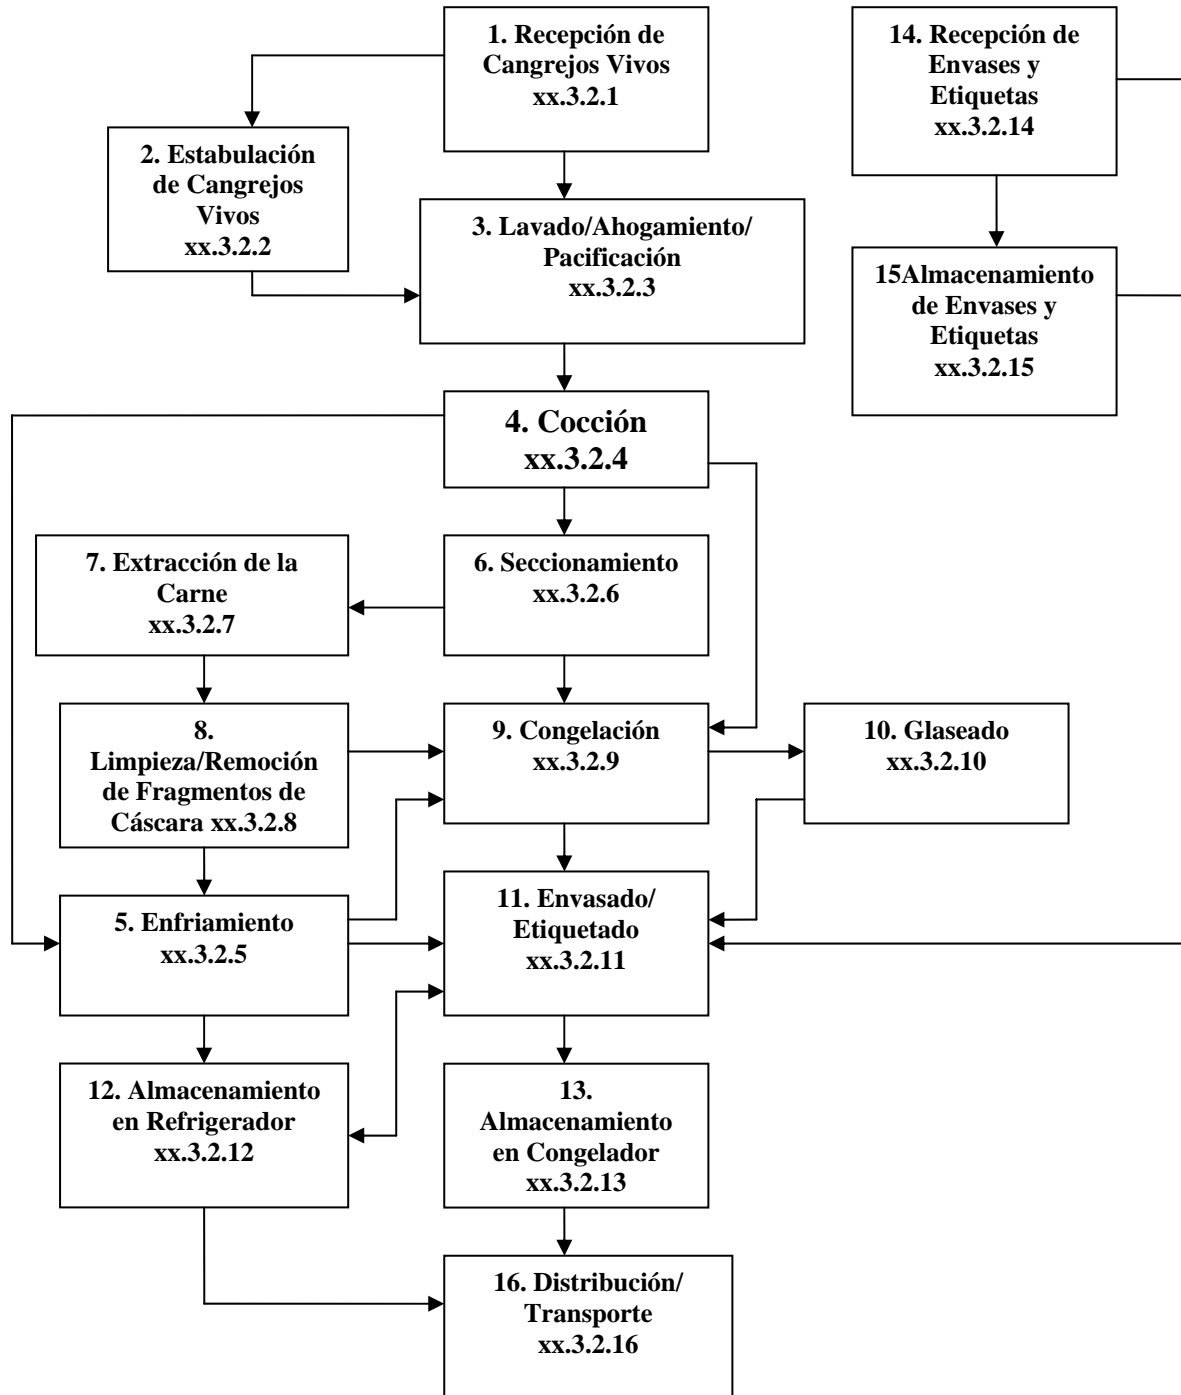 1. Recepción de
Cangrejos Vivos
xx.3.2.1
14. Recepción de
Envases y
Etiquetas
xx.3.2.14
2. Estabulación
de Cangrejos
Vivos
xx.3.2.2
3. Lavado/Ahogamiento/
Pacificación
xx.3.2.3
15Almacenamiento
de Envases y
Etiquetas
xx.3.2.15
4. Cocción
xx.3.2.4
7. Extracción de la
Carne
xx.3.2.7
6. Seccionamiento
xx.3.2.6
8.
Limpieza/Remoción
de Fragmentos de
Cáscara xx.3.2.8
9. Congelación
xx.3.2.9
10. Glaseado
xx.3.2.10
5. Enfriamiento
xx.3.2.5
11. Envasado/
Etiquetado
xx.3.2.11
12. Almacenamiento
en Refrigerador
xx.3.2.12
13.
Almacenamiento
en Congelador
xx.3.2.13
16. Distribución/
Transporte
xx.3.2.16